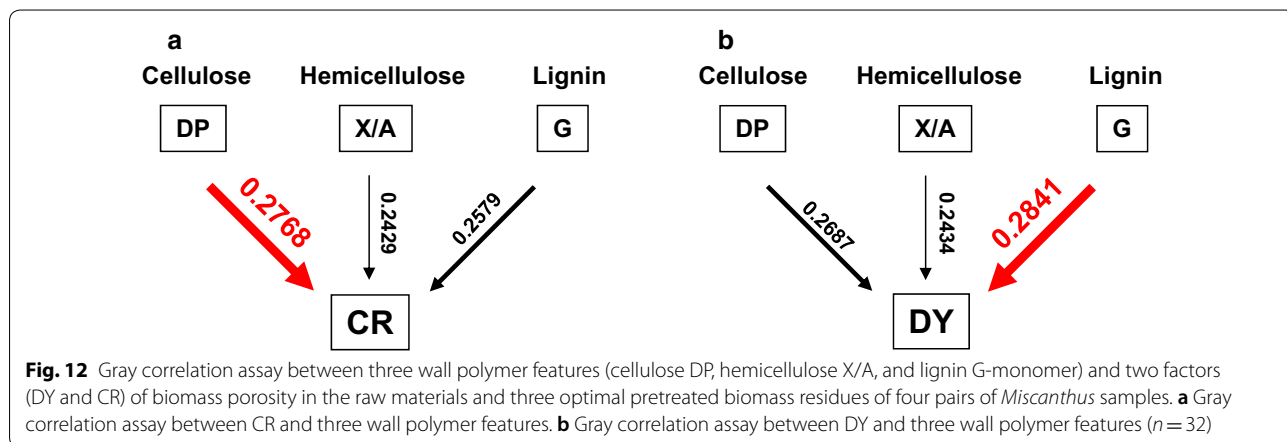 a
Cellulose Hemicellulose Lignin
DP X/A G
0.2768 0.2429 0.2579
CR
b
Cellulose Hemicellulose Lignin
DP X/A G
0.2687 0.2434 0.2841
DY
Fig. 12 Gray correlation assay between three wall polymer features (cellulose DP, hemicellulose X/A, and lignin G-monomer) and two factors
(DY and CR) of biomass porosity in the raw materials and three optimal pretreated biomass residues of four pairs of Miscanthus samples. a Gray
correlation assay between CR and three wall polymer features. b Gray correlation assay between DY and three wall polymer features (n = 32)